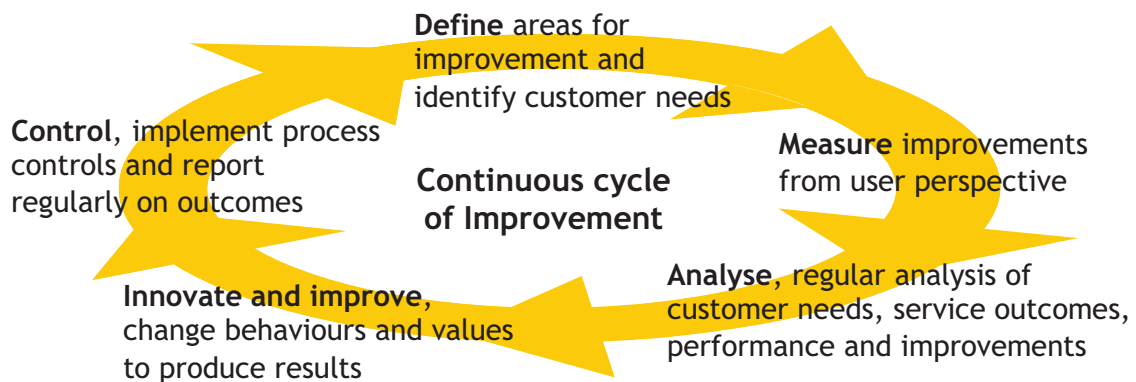 Define areas for
improvement and
identify customer needs
Measure improvements
from user perspective
Analyse, regular analysis of
customer needs, service outcomes,
performance and improvements
Innovate and improve,
change behaviours and values
to produce results
Control, implement process
controls and report
regularly on outcomes
Continuous cycle
of Improvement